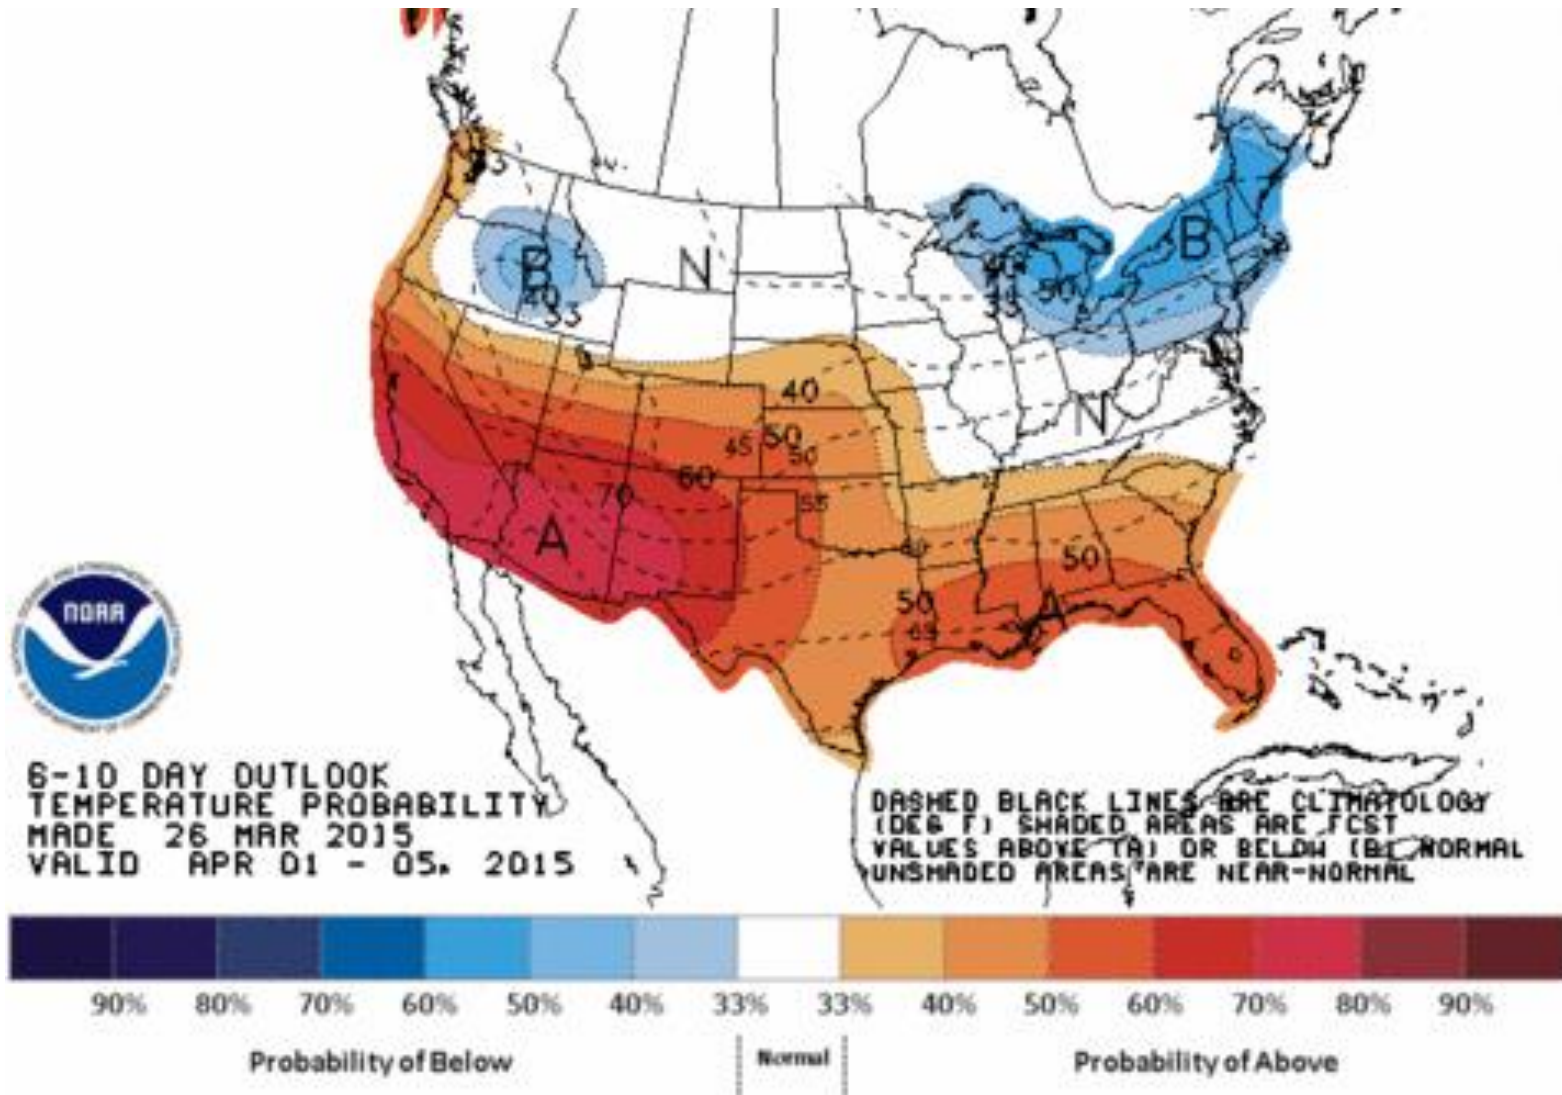 B
N
B
33
50
33
N
40
50
45
50
60
70
55
A
50
50
A
65
NOAA
6-10 DAY OUTLOOK
TEMPERATURE PROBABILITY
MADE 26 MAR 2015
VALID APR 01 - 05, 2015
DASHED BLACK LINES ARE CLIMATOLOGY
(DEG F) SHADED AREAS ARE FCST
VALUES ABOVE (A) OR BELOW (B) NORMAL
UNSHADED AREAS ARE NEAR-NORMAL
90% 80% 70% 60% 50% 40% 33% 33% 40% 50% 60% 70% 80% 90%
Probability of Below Normal Probability of Above